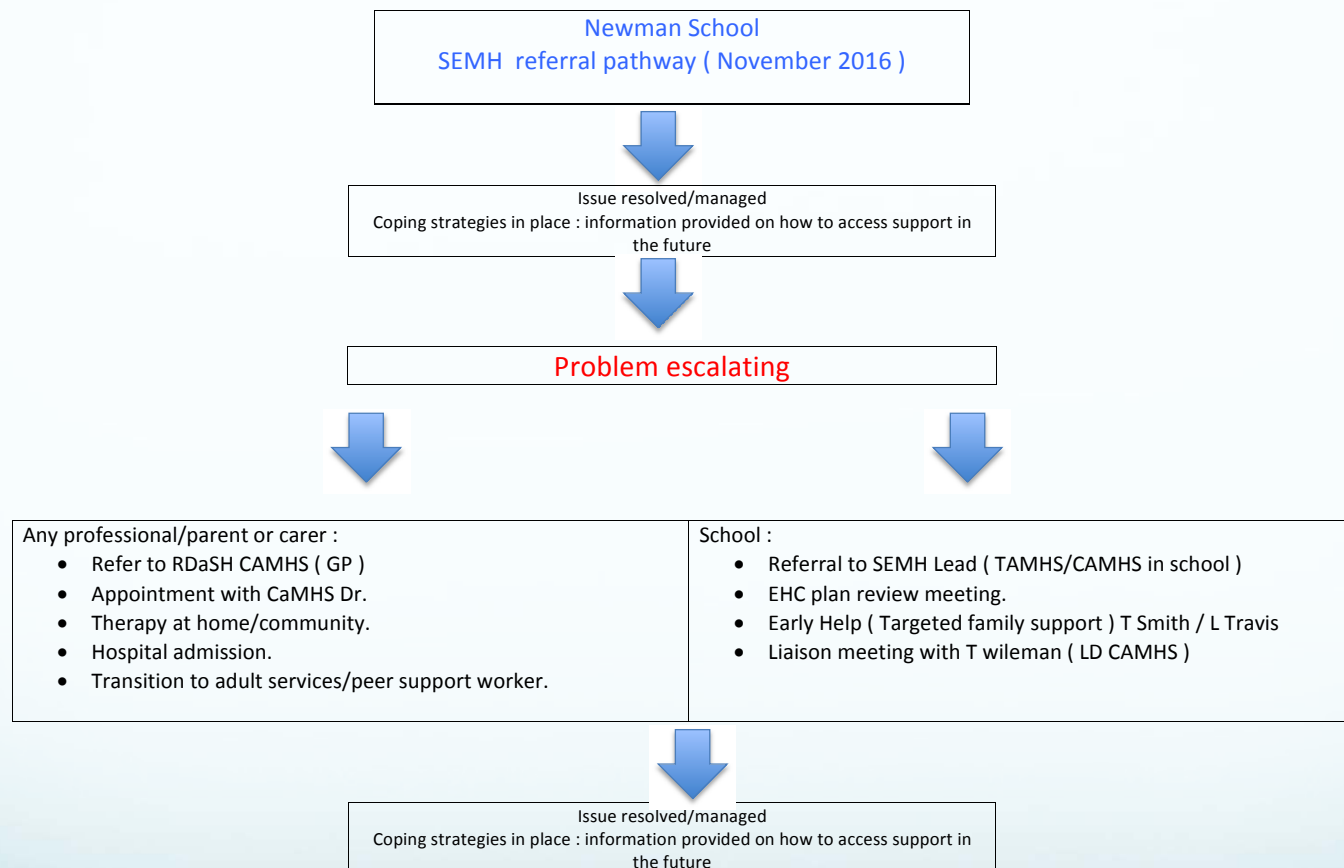 Newman School
SEMH  referral pathway ( November 2016 )
Issue resolved/managed
Coping strategies in place : information provided on how to access support in
the future
Problem escalating
Any professional/parent or carer :
• Refer to RDaSH CAMHS ( GP )
• Appointment with CaMHS Dr.
• Therapy at home/community.
• Hospital admission.
• Transition to adult services/peer support worker.
School :
• Referral to SEMH Lead ( TAMHS/CAMHS in school )
• EHC plan review meeting.
• Early Help ( Targeted family support ) T Smith / L Travis
• Liaison meeting with T wileman ( LD CAMHS )
Issue resolved/managed
Coping strategies in place : information provided on how to access support in
the future